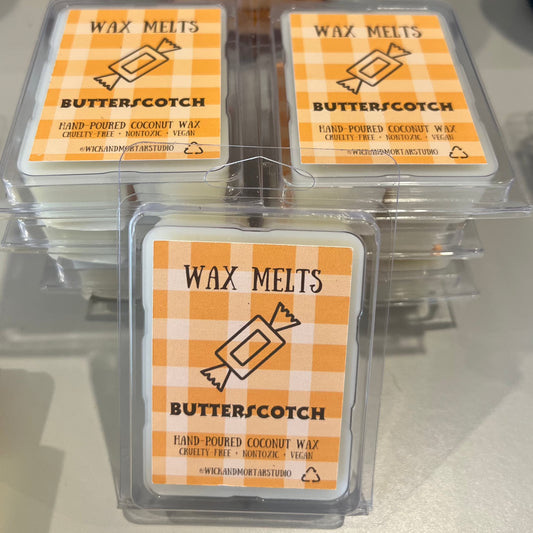 WAX MELTS
BUTTERSCOTCH
HAND-POURED COCONUT WAX
CRUELTY-FREE • NONTOXIC • VEGAN
@WICKANDMORTARSTUDIO
WAX MELTS
BUTTERSCOTCH
HAND-POURED COCONUT WAX
CRUELTY-FREE • NONTOXIC • VEGAN
@WICKANDMORTARSTUDIO
WAX MELTS
BUTTERSCOTCH
HAND-POURED COCONUT WAX
CRUELTY FREE • NONTOXIC • VEGAN
@WICKANDMORTARSTUDIO